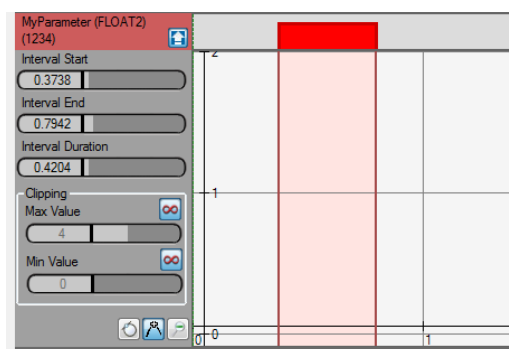 MyParameter (FLOAT2)
(1234)
Interval Start
0.3738
Interval End
0.7942
Interval Duration
0.4204
Clipping
Max Value
4
Min Value
0
2
1
0
0
1